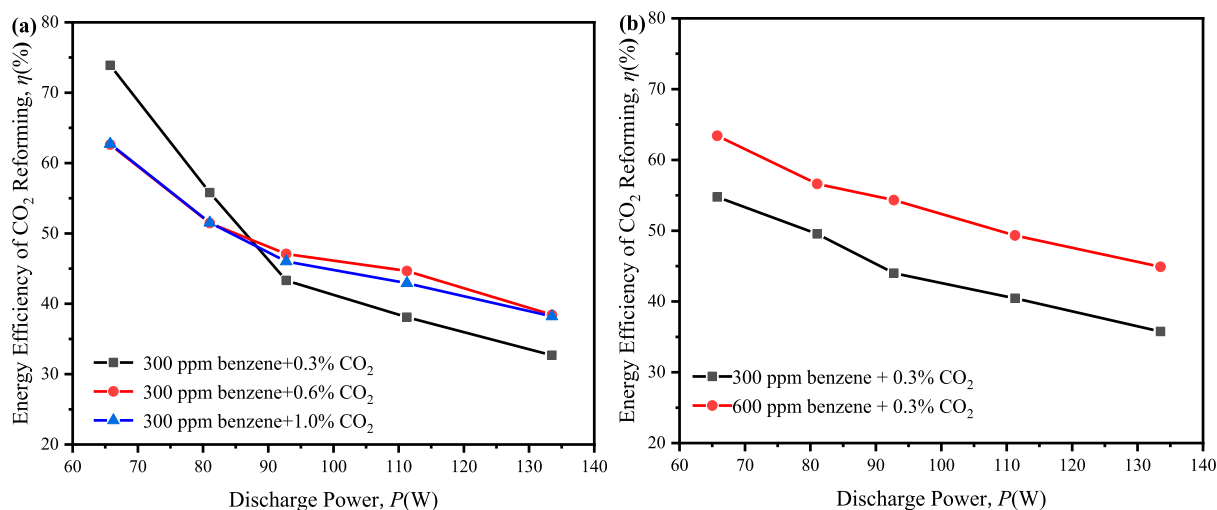 (a)
Energy Efficiency of CO₂ Reforming, η(%)
80
70
60
50
40
30
20
300 ppm benzene+0.3% CO₂
300 ppm benzene+0.6% CO₂
300 ppm benzene+1.0% CO₂
60 70 80 90 100 110 120 130 140
Discharge Power, P(W)
(b)
Energy Efficiency of CO₂ Reforming, η(%)
80
70
60
50
40
30
20
300 ppm benzene + 0.3% CO₂
600 ppm benzene + 0.3% CO₂
60 70 80 90 100 110 120 130 140
Discharge Power, P(W)